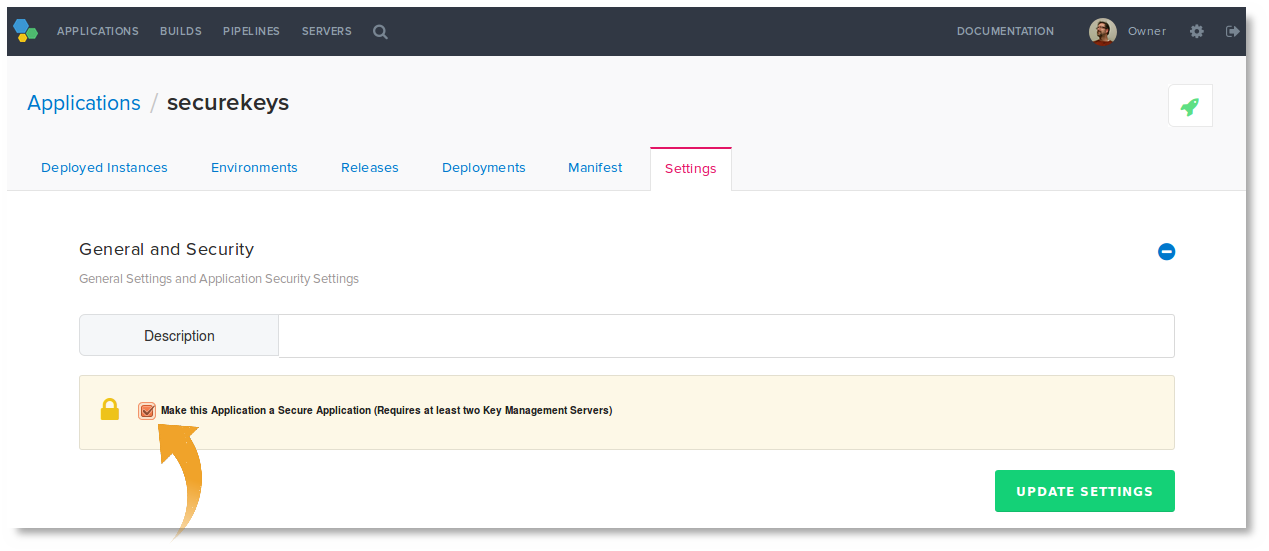 APPLICATIONS BUILDS PIPELINES SERVERS DOCUMENTATION Owner
Applications / securekeys
Deployed Instances Environments Releases Deployments Manifest Settings
General and Security
General Settings and Application Security Settings
Description
Make this Application a Secure Application (Requires at least two Key Management Servers)
UPDATE SETTINGS